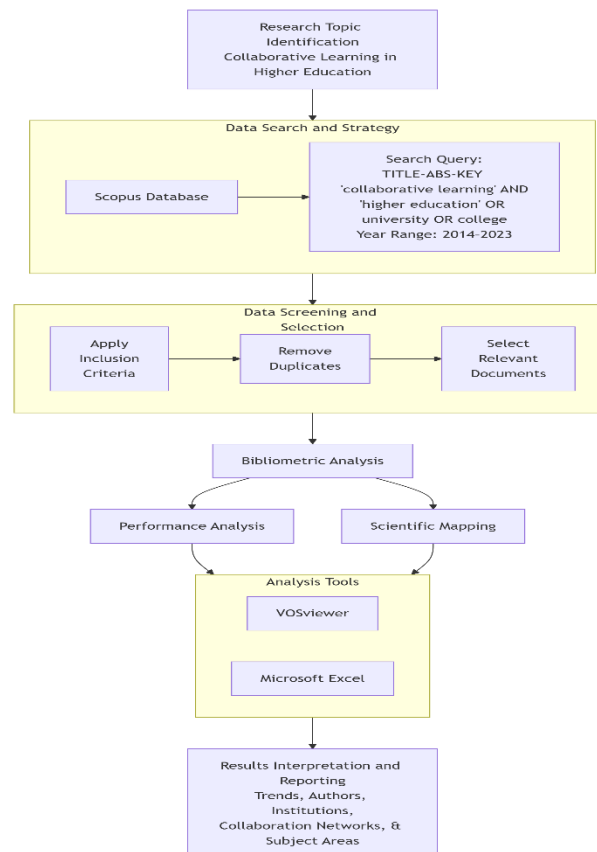 Research Topic
Identification
Collaborative Learning in
Higher Education
Data Search and Strategy
Scopus Database
Search Query:
TITLE-ABS-KEY
'collaborative learning' AND
'higher education' OR
university OR college
Year Range: 2014-2023
Data Screening and
Selection
Apply
Inclusion
Criteria
Remove
Duplicates
Select
Relevant
Documents
Bibliometric Analysis
Performance Analysis
Scientific Mapping
Analysis Tools
VOSviewer
Microsoft Excel
Results Interpretation and
Reporting
Trends, Authors,
Institutions,
Collaboration Networks, &
Subject Areas